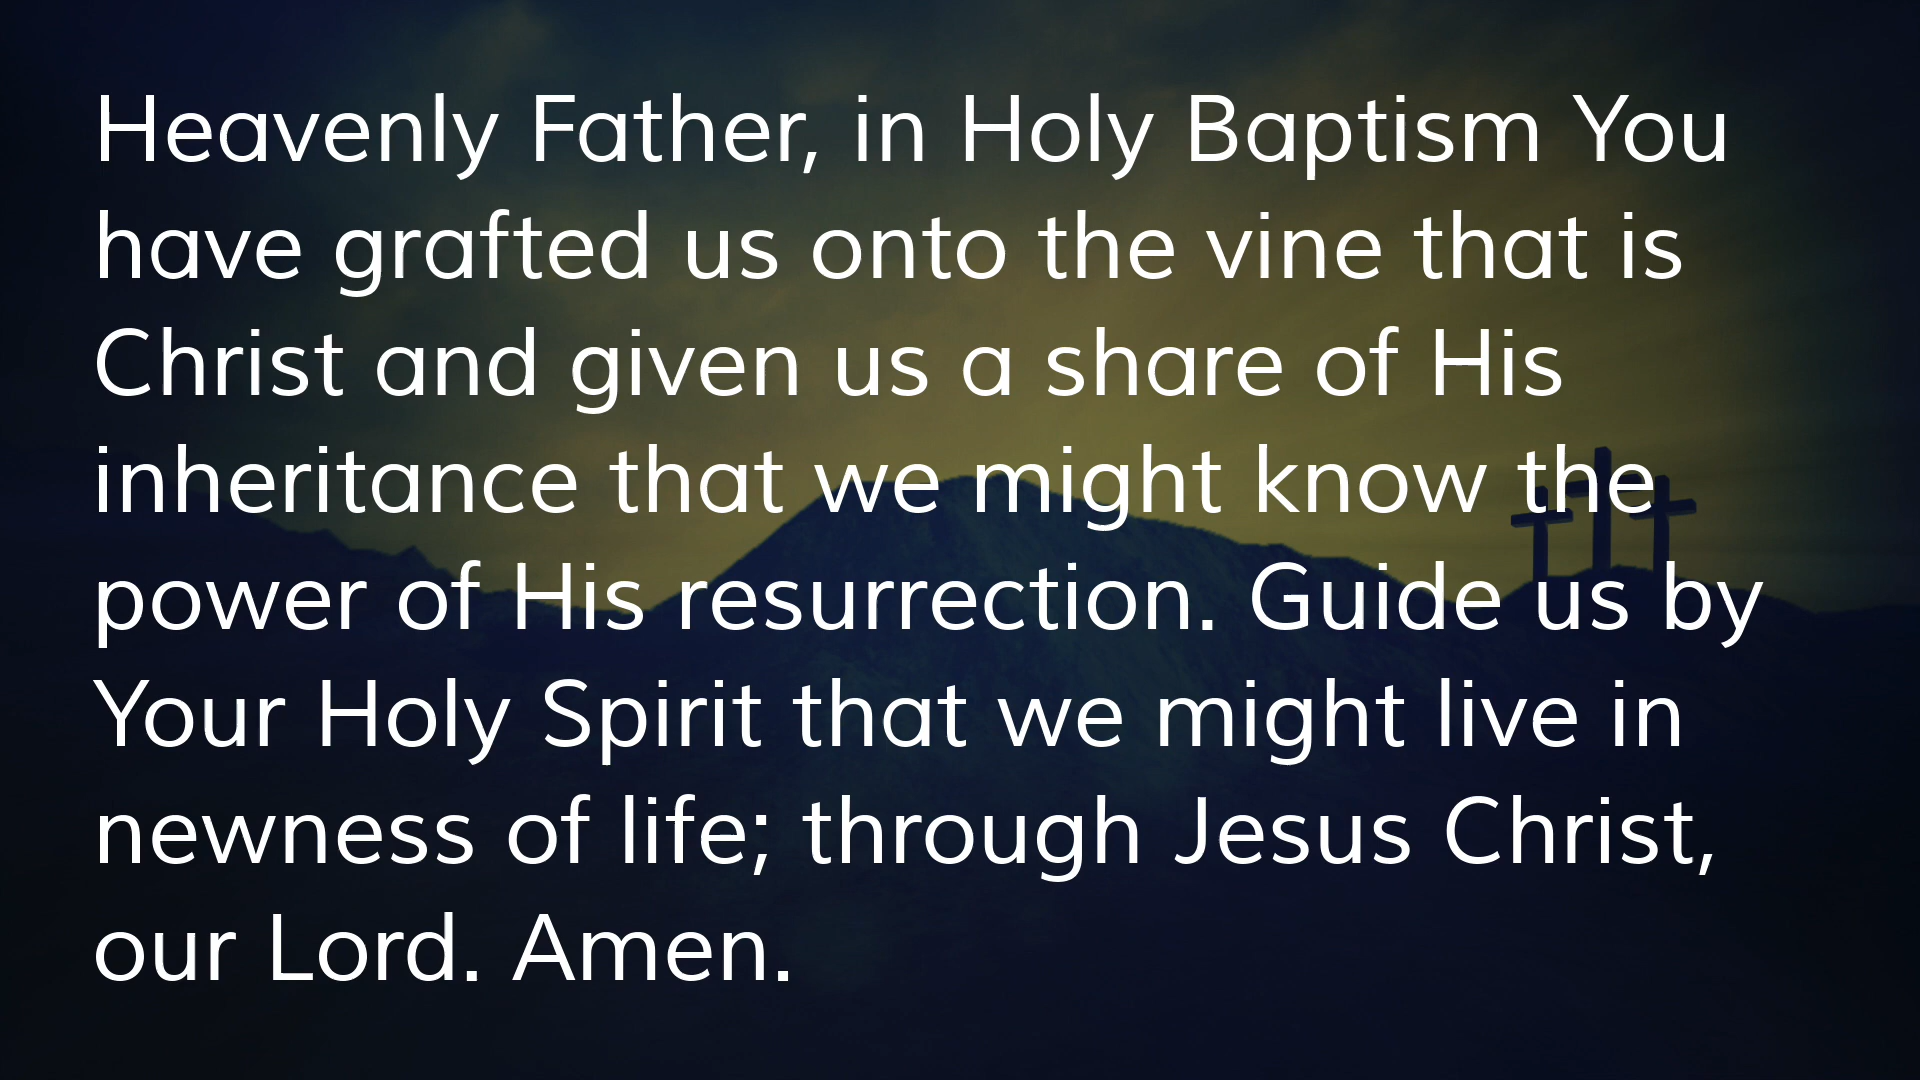 Heavenly Father, in Holy Baptism You
have grafted us onto the vine that is
Christ and given us a share of His
inheritance that we might know the
power of His resurrection. Guide us by
Your Holy Spirit that we might live in
newness of life; through Jesus Christ,
our Lord. Amen.